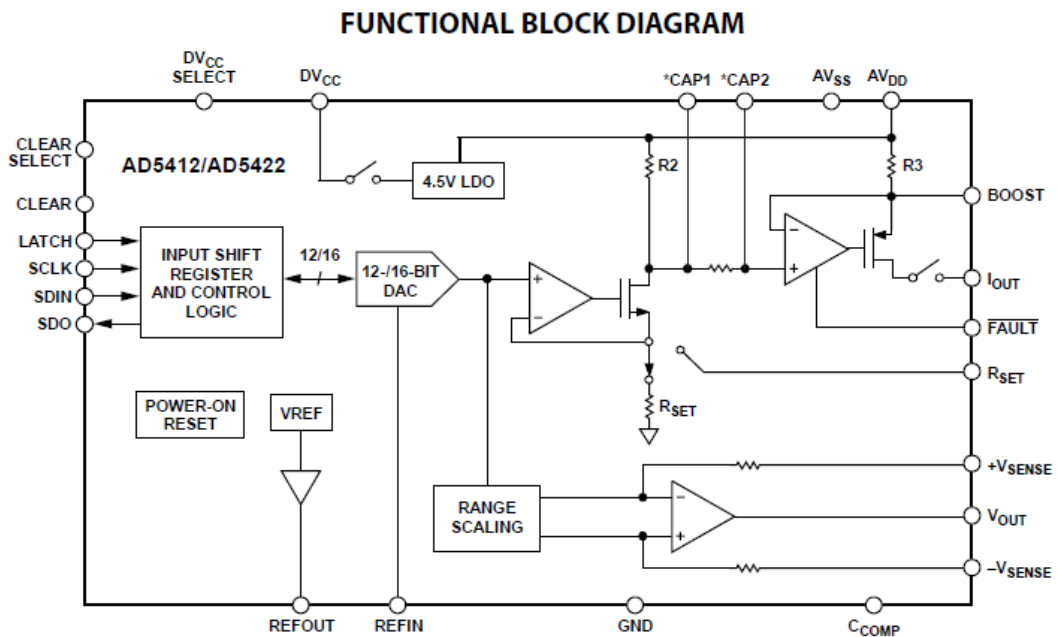 FUNCTIONAL BLOCK DIAGRAM
DVCC
SELECT
DVCC
*CAP1
*CAP2
AVSS
AVDD
CLEAR
SELECT
AD5412/AD5422
4.5V LDO
R2
R3
CLEAR
BOOST
LATCH
SCLK
SDIN
SDO
INPUT SHIFT
REGISTER
AND CONTROL
LOGIC
12/16
12-/16-BIT
DAC
+
−
−
+
IOUT
FAULT
RSET
RSET
POWER-ON
RESET
VREF
RANGE
SCALING
−
+
+VSENSE
VOUT
−VSENSE
REFOUT
REFIN
GND
CCOMP